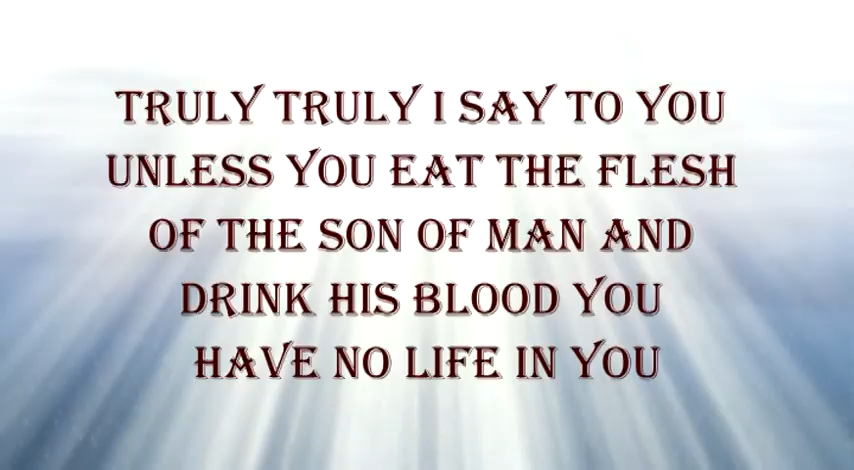 TRULY TRULY I SAY TO YOU
UNLESS YOU EAT THE FLESH
OF THE SON OF MAN AND
DRINK HIS BLOOD YOU
HAVE NO LIFE IN YOU